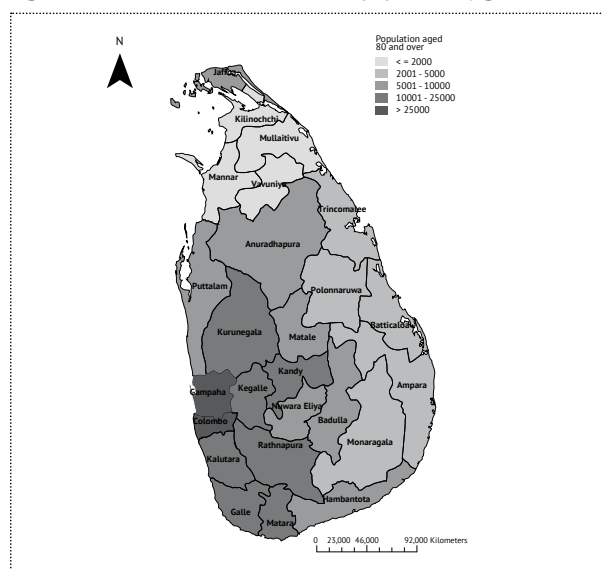 N
Population aged
80 and over
< = 2000
2001 - 5000
5001 - 10000
10001 - 25000
> 25000
Jaffna
Kilinochchi
Mullaitivu
Mannar
Vavuniya
Trincomalee
Anuradhapura
Puttalam
Polonnaruwa
Batticaloa
Kurunegala
Matale
Kandy
Ampara
Gampaha
Kegalle
Nuwara Eliya
Badulla
Colombo
Monaragala
Rathnapura
Kalutara
Hambantota
Galle
Matara
0 23,000 46,000 92,000 Kilometers